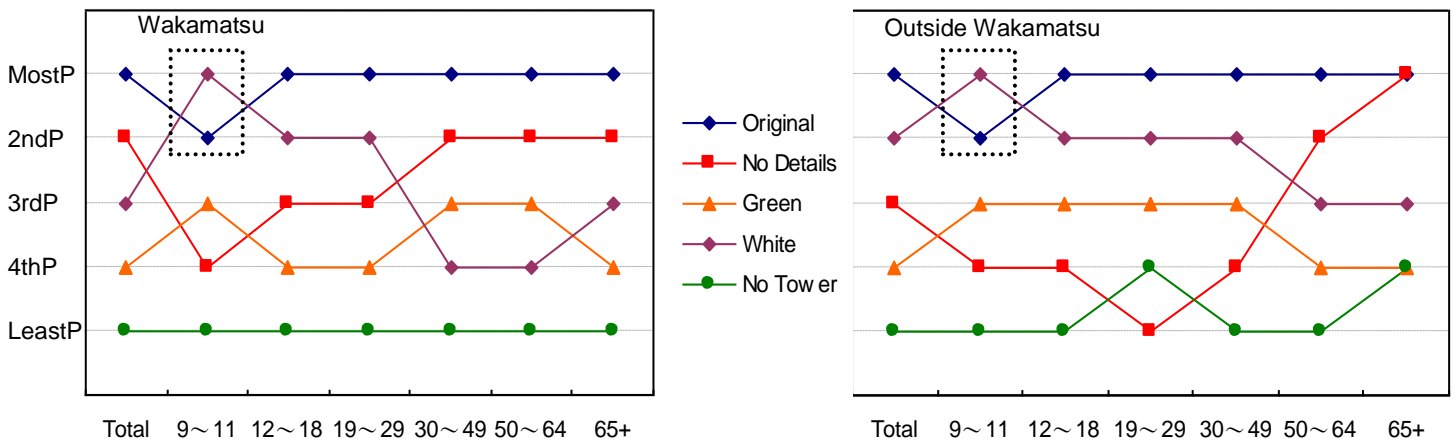 Wakamatsu
MostP
2ndP
3rdP
4thP
LeastP
Total 9～11 12～18 19～29 30～49 50～64 65+
Original
No Details
Green
White
No Tower
Outside Wakamatsu
Total 9～11 12～18 19～29 30～49 50～64 65+